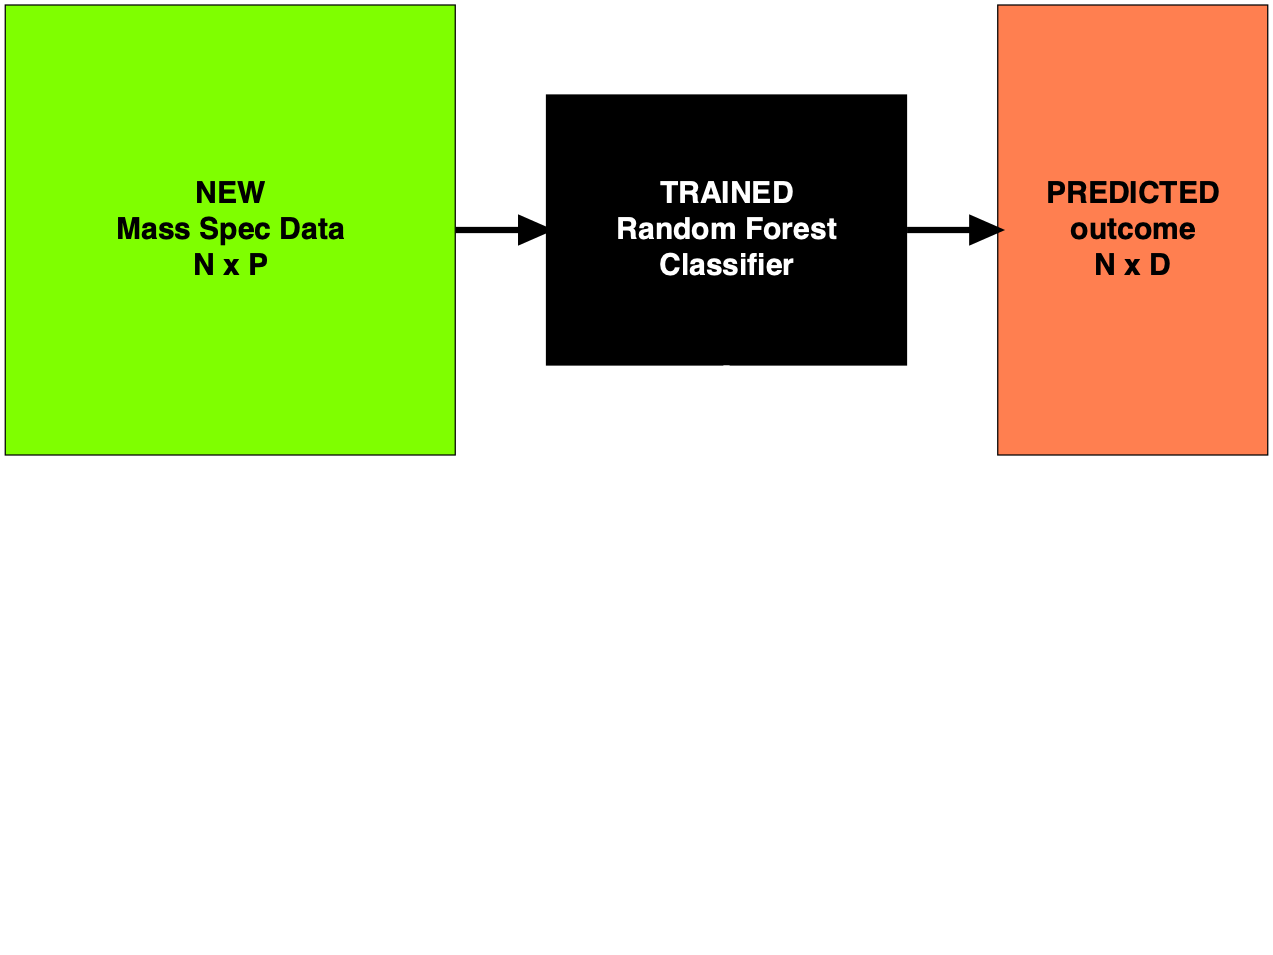 NEW
Mass Spec Data
N x P
TRAINED
Random Forest
Classifier
PREDICTED
outcome
N x D